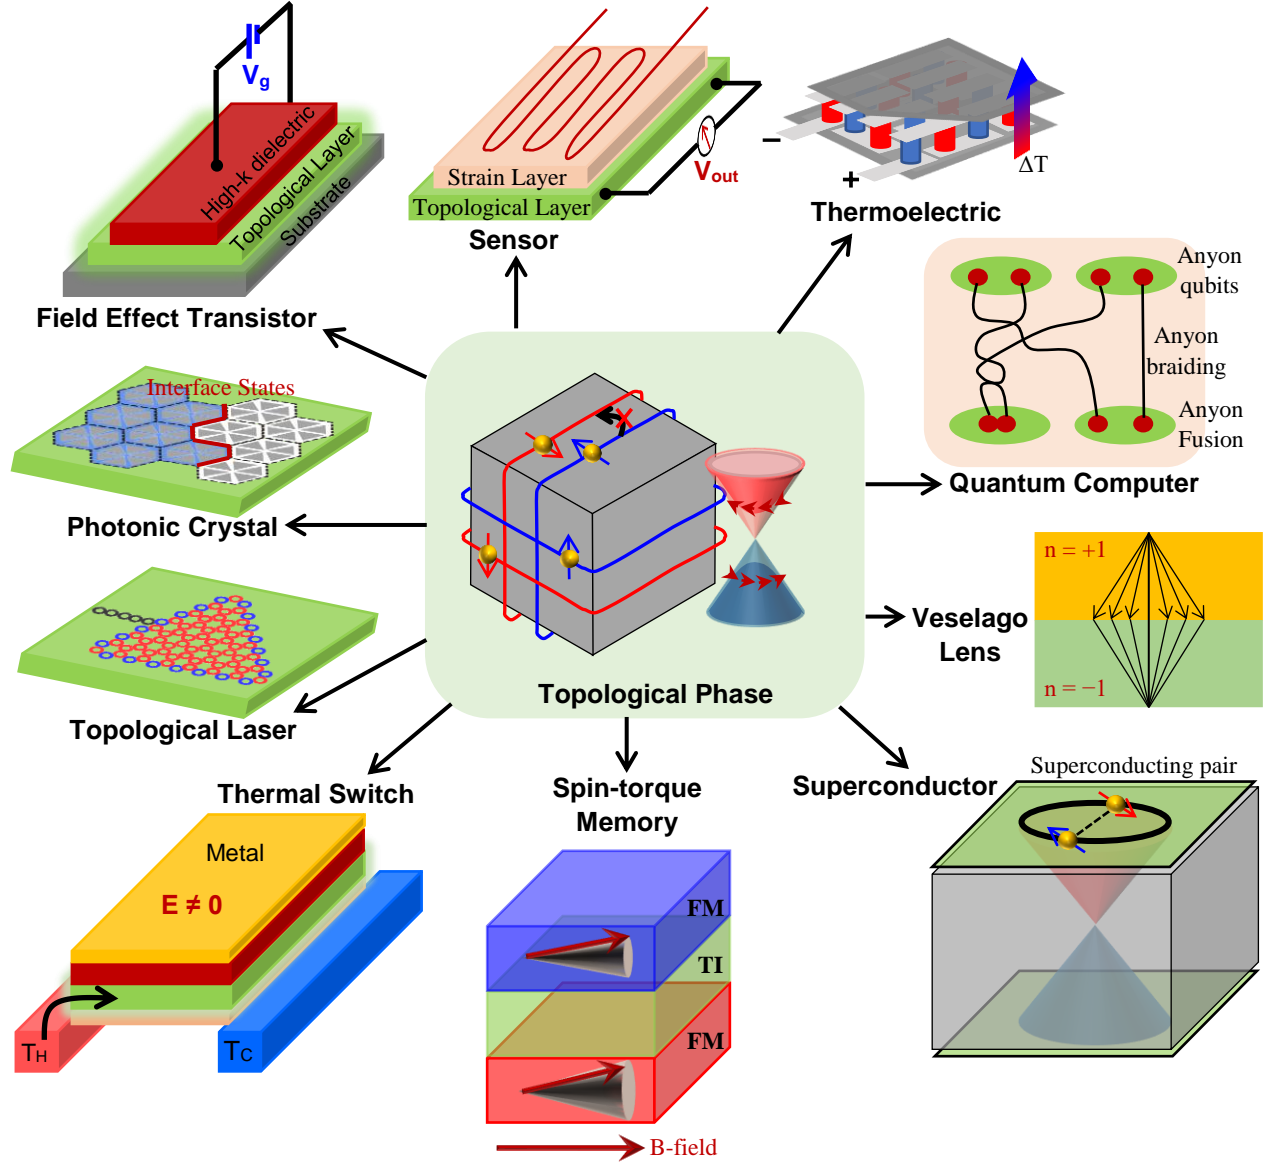 Vg
High-k dielectric
Topological Layer
Substrate
Field Effect Transistor
Strain Layer
Topological Layer
Vout
Sensor
−
+
ΔT
Thermoelectric
Anyon
qubits
Anyon
braiding
Anyon
Fusion
Quantum Computer
Interface States
Photonic Crystal
X
Topological Phase
n = +1
n = −1
Veselago
Lens
Topological Laser
Thermal Switch
Metal
E ≠ 0
TH
TC
Spin-torque
Memory
FM
TI
FM
B-field
Superconductor
Superconducting pair